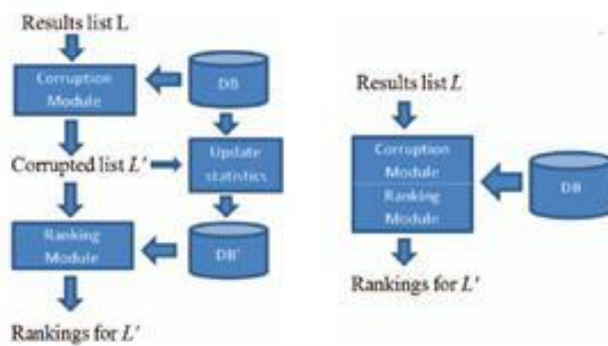 Results list L
Corruption
Module
DB
Corrupted list L'
Update
statistics
Ranking
Module
DB'
Rankings for L'
Results list L
Corruption
Module
Ranking
Module
DB
Rankings for L'